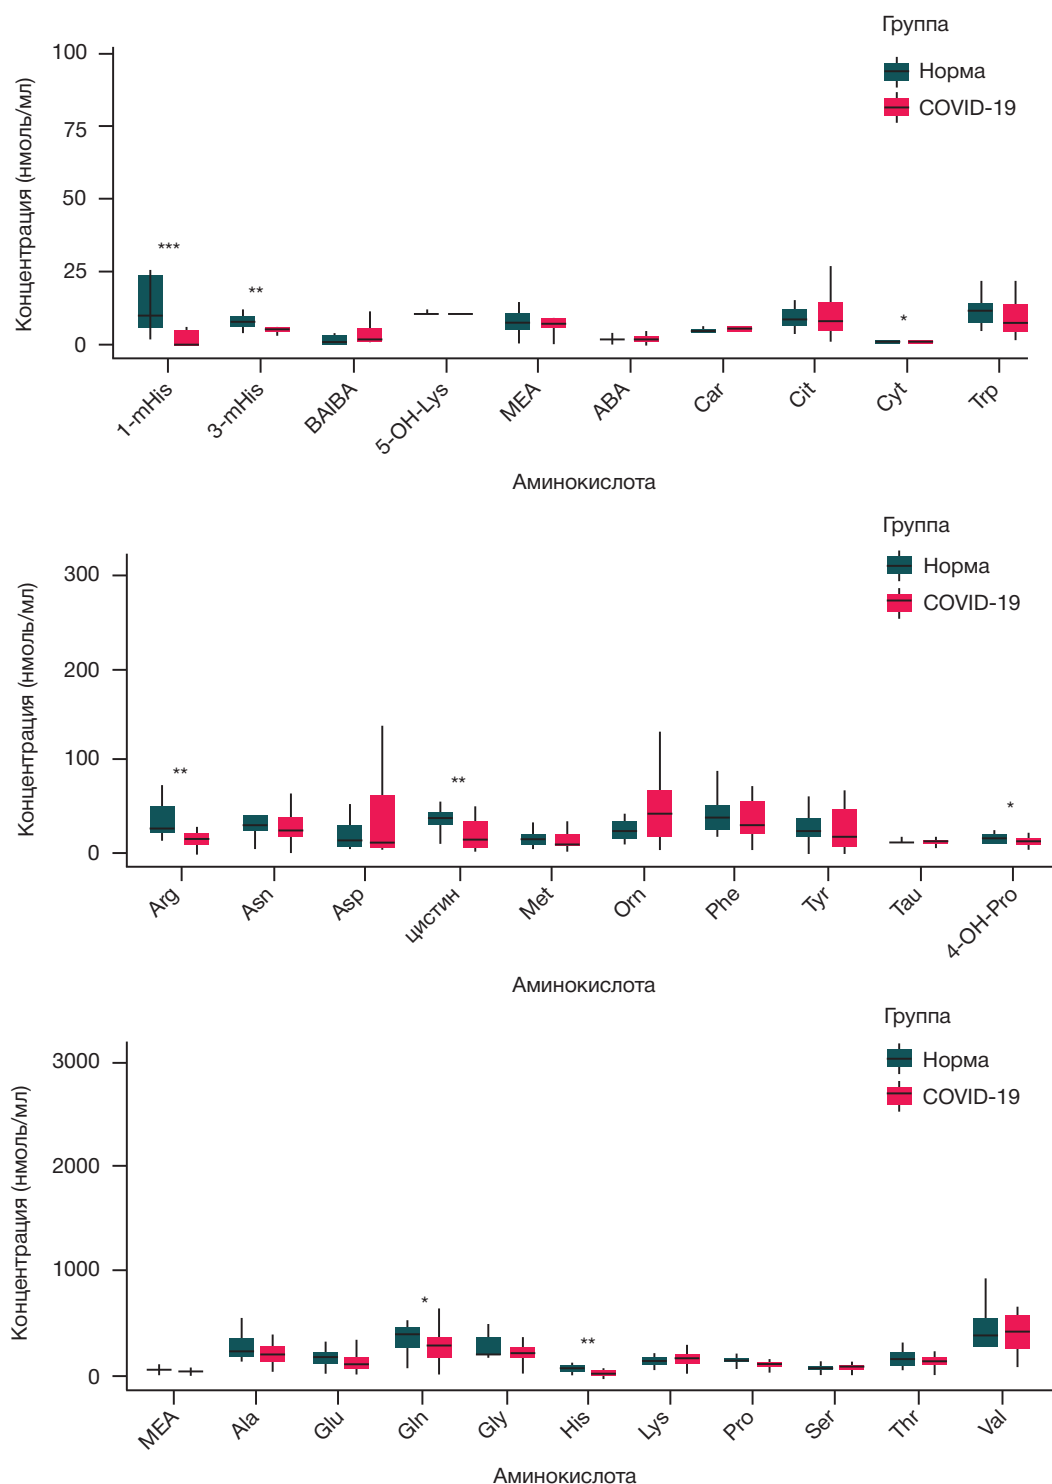 Группа
Норма
COVID-19
Концентрация (нмоль/мл)
100
75
50
25
0
***
**
*
1-mHis
3-mHis
BAIBA
5-OH-Lys
MEA
ABA
Car
Cit
Cyt
Trp
Аминокислота
Группа
Норма
COVID-19
Концентрация (нмоль/мл)
300
200
100
0
**
**
*
Arg
Asn
Asp
цистин
Met
Orn
Phe
Tyr
Tau
4-OH-Pro
Аминокислота
Группа
Норма
COVID-19
Концентрация (нмоль/мл)
3000
2000
1000
0
*
**
MEA
Ala
Glu
Gln
Gly
His
Lys
Pro
Ser
Thr
Val
Аминокислота